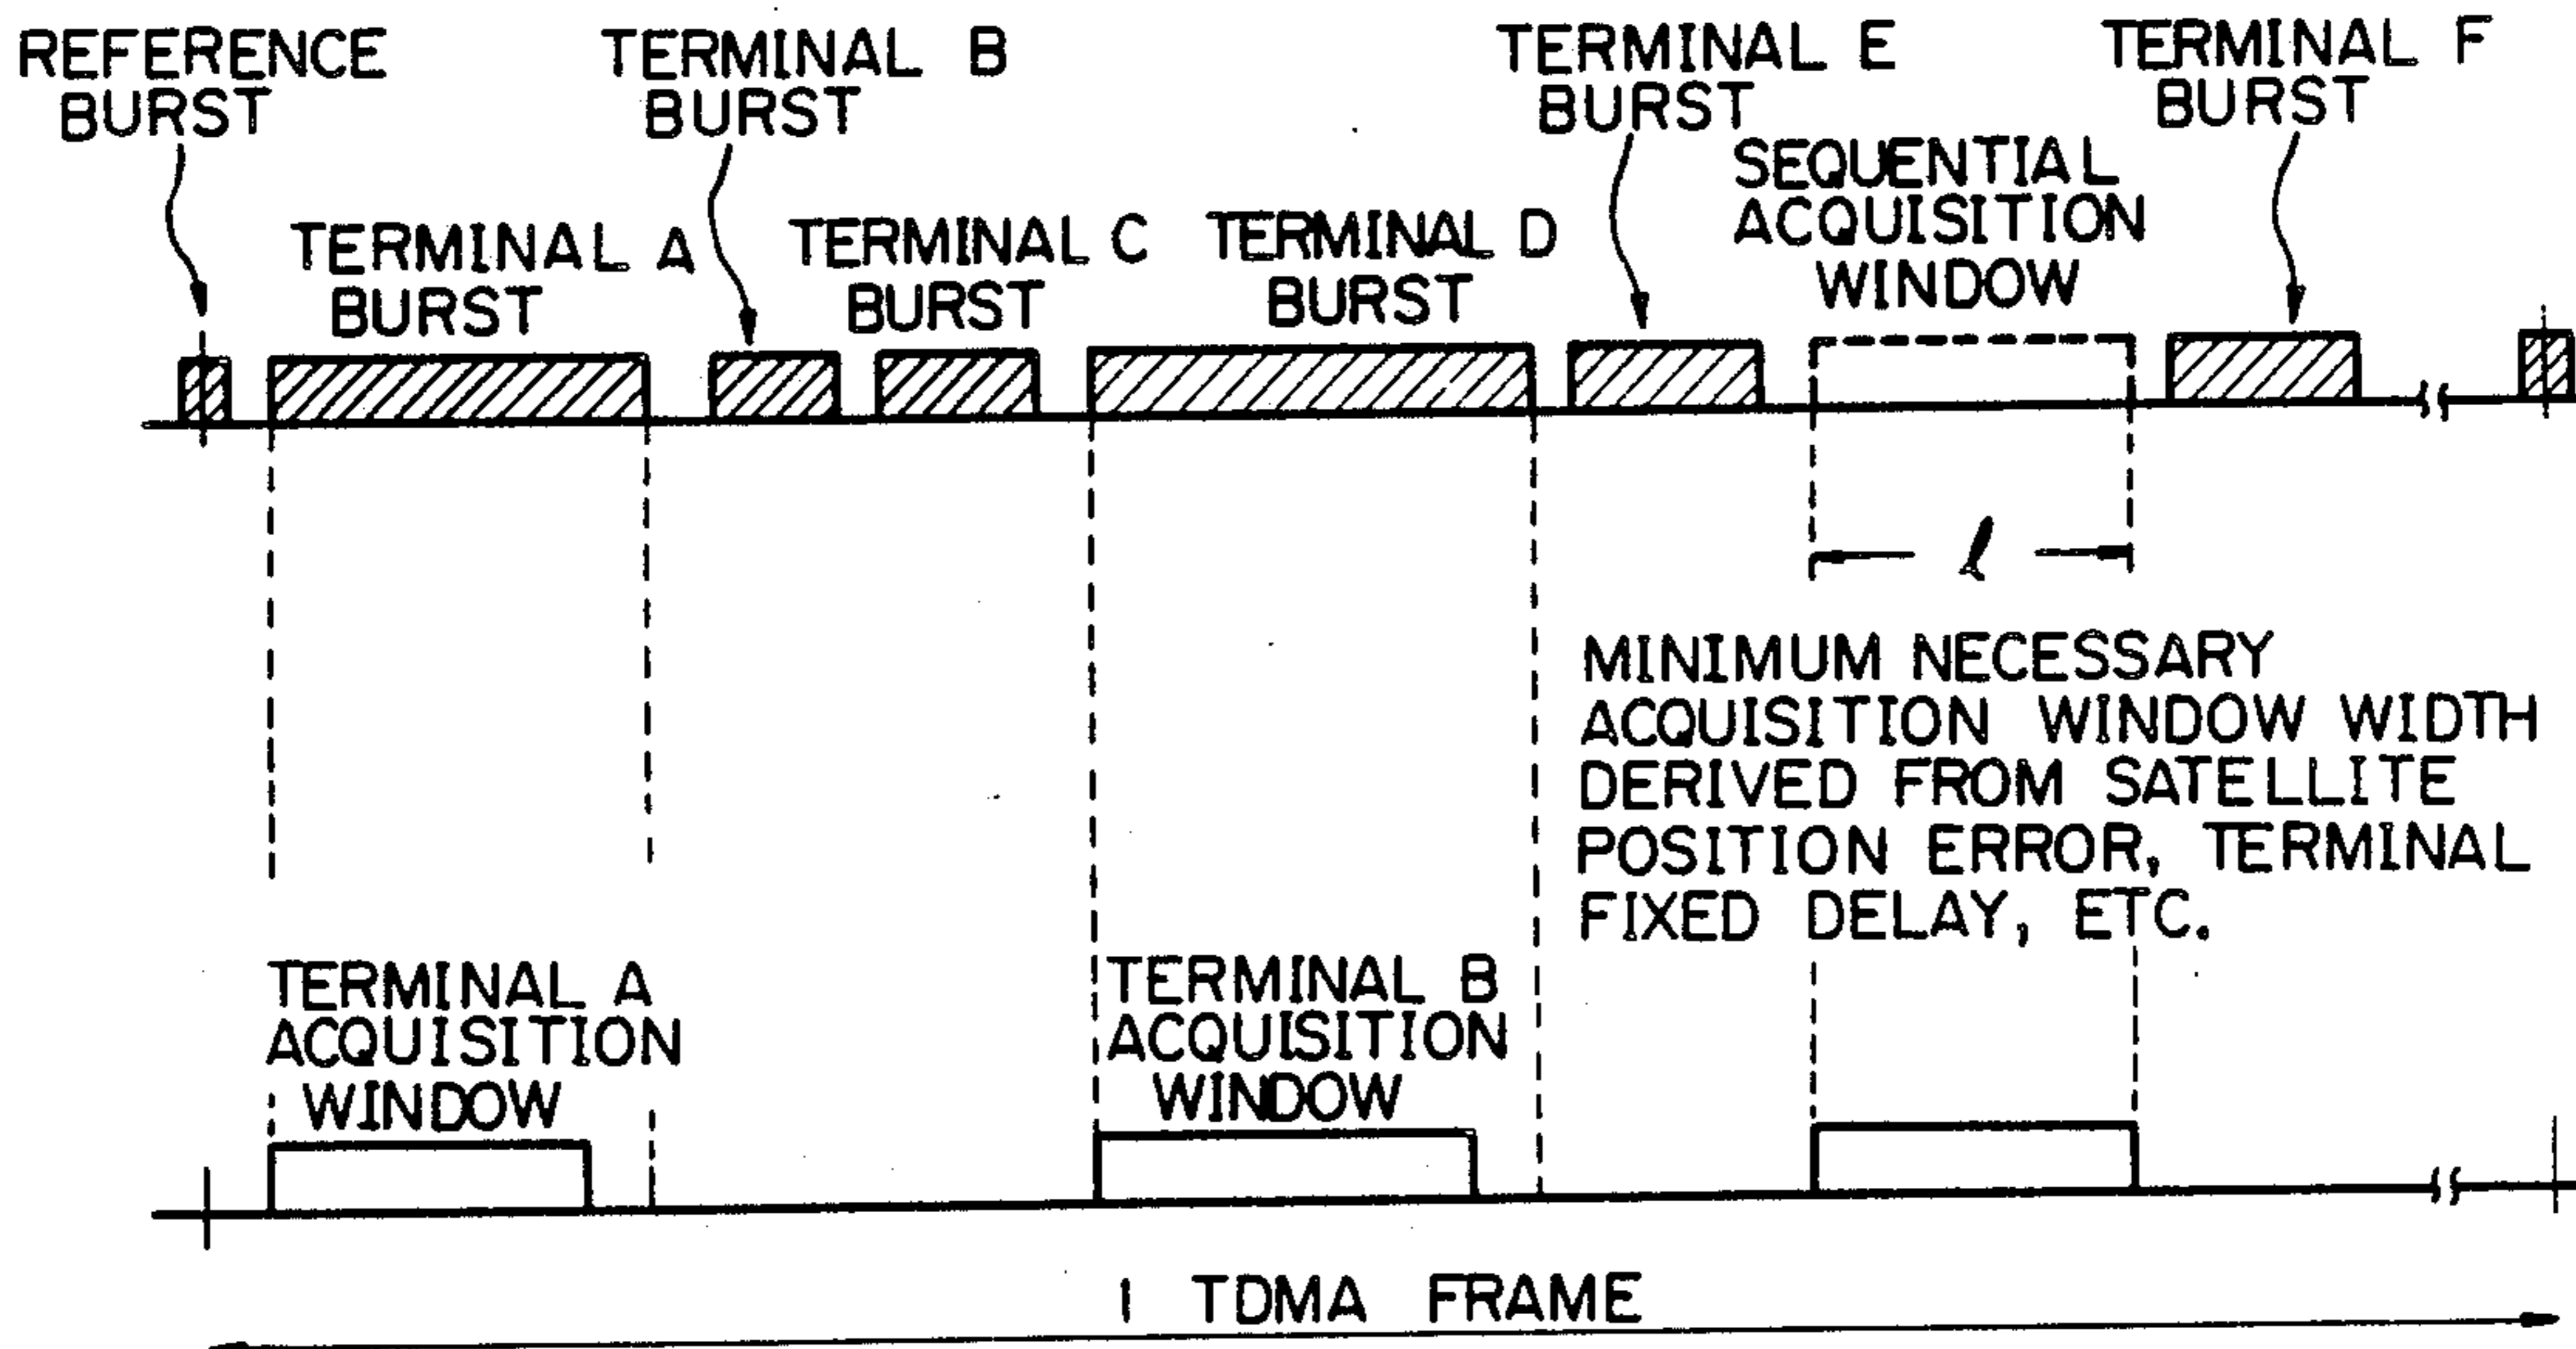 REFERENCE
BURST
TERMINAL B
BURST
TERMINAL E
BURST
TERMINAL F
BURST
TERMINAL A
BURST
TERMINAL C
BURST
TERMINAL D
BURST
SEQUENTIAL
ACQUISITION
WINDOW
l
MINIMUM NECESSARY
ACQUISITION WINDOW WIDTH
DERIVED FROM SATELLITE
POSITION ERROR, TERMINAL
FIXED DELAY, ETC.
TERMINAL A
ACQUISITION
WINDOW
TERMINAL B
ACQUISITION
WINDOW
1 TDMA FRAME